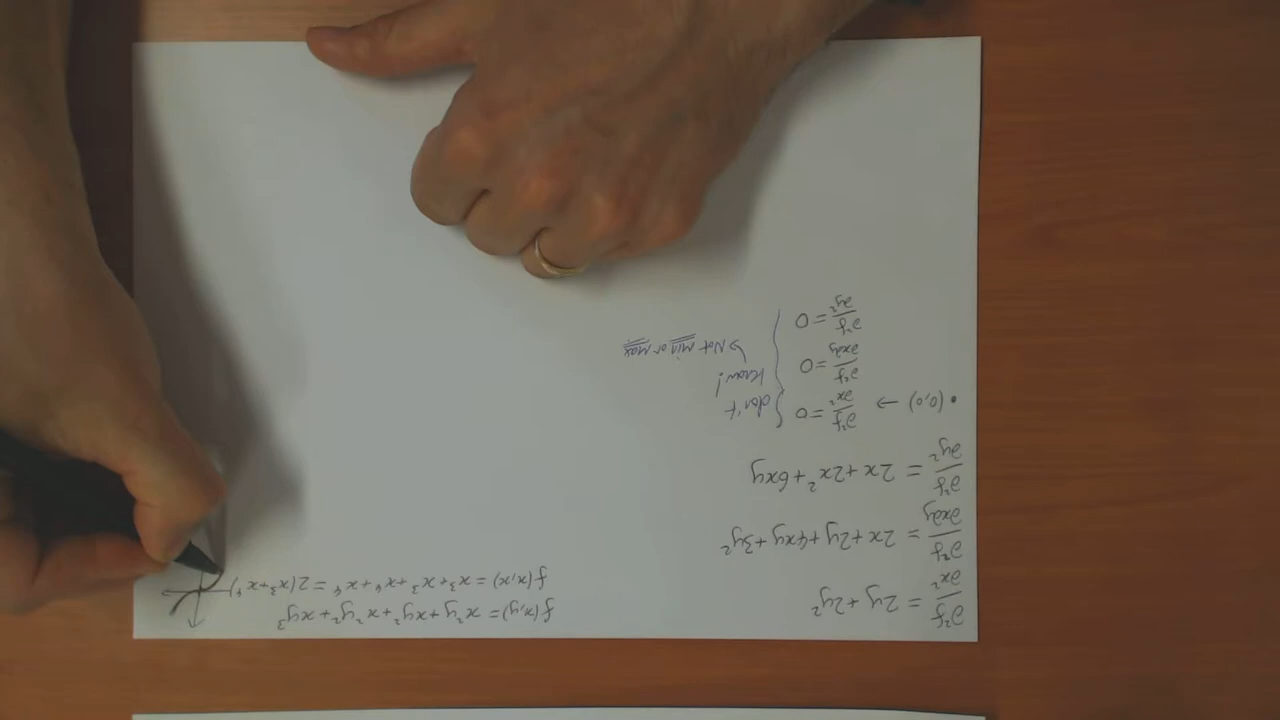 ∂²f/∂x² = 2y + 2y²
∂²f/∂x∂y = 2x + 2y + 4xy + 3y²
∂²f/∂y² = 2x + 2x² + 6xy
• (0,0) → ∂²f/∂x² = 0
∂²f/∂x∂y = 0
∂²f/∂y² = 0
don't
know!
→ Not min or max
f(x,y) = x²y + xy² + x²y² + xy³
f(x,x) = x³ + x³ + x⁴ + x⁴ = 2(x³ + x⁴)